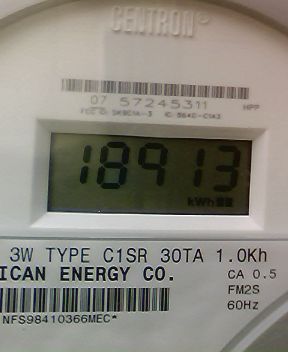 CENTRON
07 57245311 HPP
18913
kWh
3W TYPE C1SR 30TA 1.0Kh
ICAN ENERGY CO.
CA 0.5
FM2S
60Hz
NFS98410366MEC*